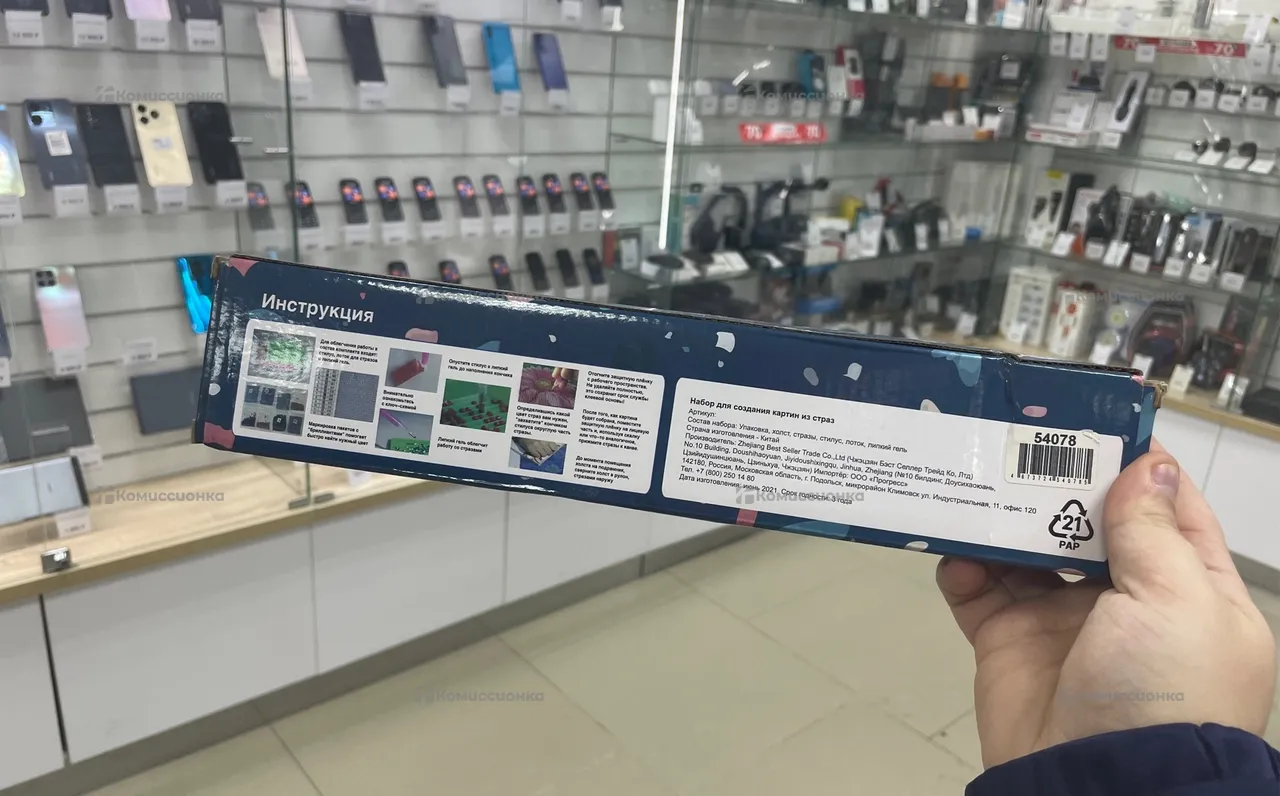 Комиссионка
Комиссионка
70%
70%
Комиссионка
Инструкция
Для облегчения работы в
состав комплекта входят:
стилус, лоток для стразов
и липкий гель.
Маркировка пакетов с
"бриллиантами" помогает
быстро найти нужный цвет
Внимательно
ознакомьтесь
с ключ-схемой
Опустите стилус в липкий
гель до наполнения кончика
Липкий гель облегчает
работу со стразами
Отогните защитную плёнку
с рабочего пространства.
Не удаляйте полностью,
это сохранит срок службы
клеевой основы!
Определившись какой
цвет страз вам нужен,
"захватите" кончиком
стилуса округлую часть
стразы.
После того, как картина
будет собрана, поместите
защитную плёнку на лицевую
часть и, используя скалку
или что-то аналогичное,
прижмите стразы к канве.
До момента помещения
холста на подрамник,
сверните холст в рулон,
стразами наружу
Набор для создания картин из страз
Артикул:
Состав набора: Упаковка, холст, стразы, стилус, лоток, липкий гель
Страна изготовления - Китай
Производитель: Zhejiang Best Seller Trade Co.,Ltd (Чжэцзян Бэст Селлер Трейд Ко, Лтд)
No.10 Building, Doushihaoyuan, Jiyidoushixingqu, Jinhua, Zhejiang (№10 билдинг Доусихаоюань,
Цзийидушинцюань, Цзиньхуа, Чжэцзян) Импортёр: ООО «Прогресс»
142180, Россия, Московская область, г. Подольск, микрорайон Климовск ул. Индустриальная, 11, офис 120
Тел. +7 (800) 250 14 80
Дата изготовления: июнь 2021, Срок годности: 3 года
54078
21
PAP
Комиссионка
Комиссионка
Комиссионка
Комиссионка